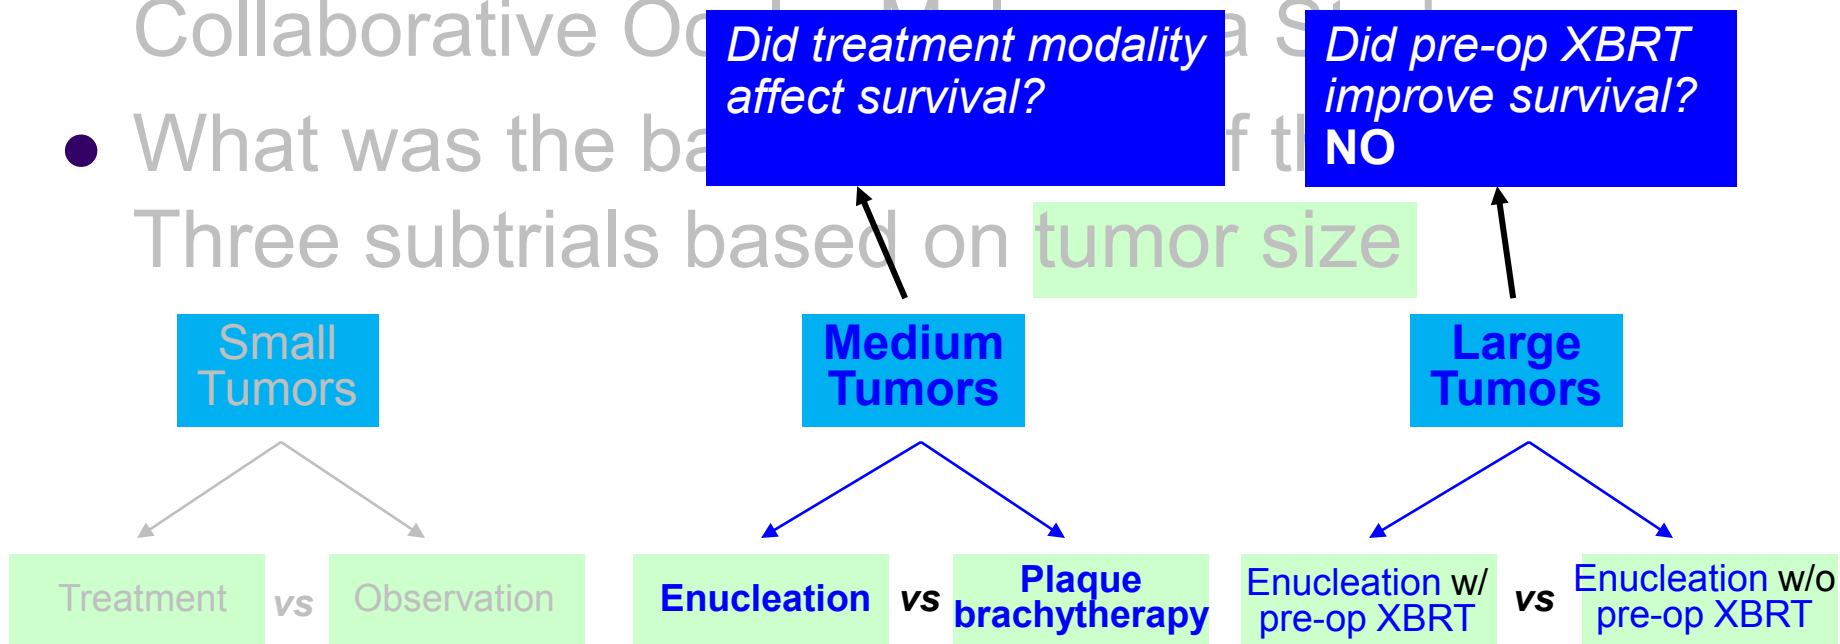 Collaborative
Did treatment modality
affect survival?
Did pre-op XBRT
improve survival?
NO
● What was the
Three subtrials based on tumor size
Small
Tumors
Medium
Tumors
Large
Tumors
Treatment vs Observation
Enucleation vs Plaque
brachytherapy
Enucleation w/
pre-op XBRT
vs
Enucleation w/o
pre-op XBRT